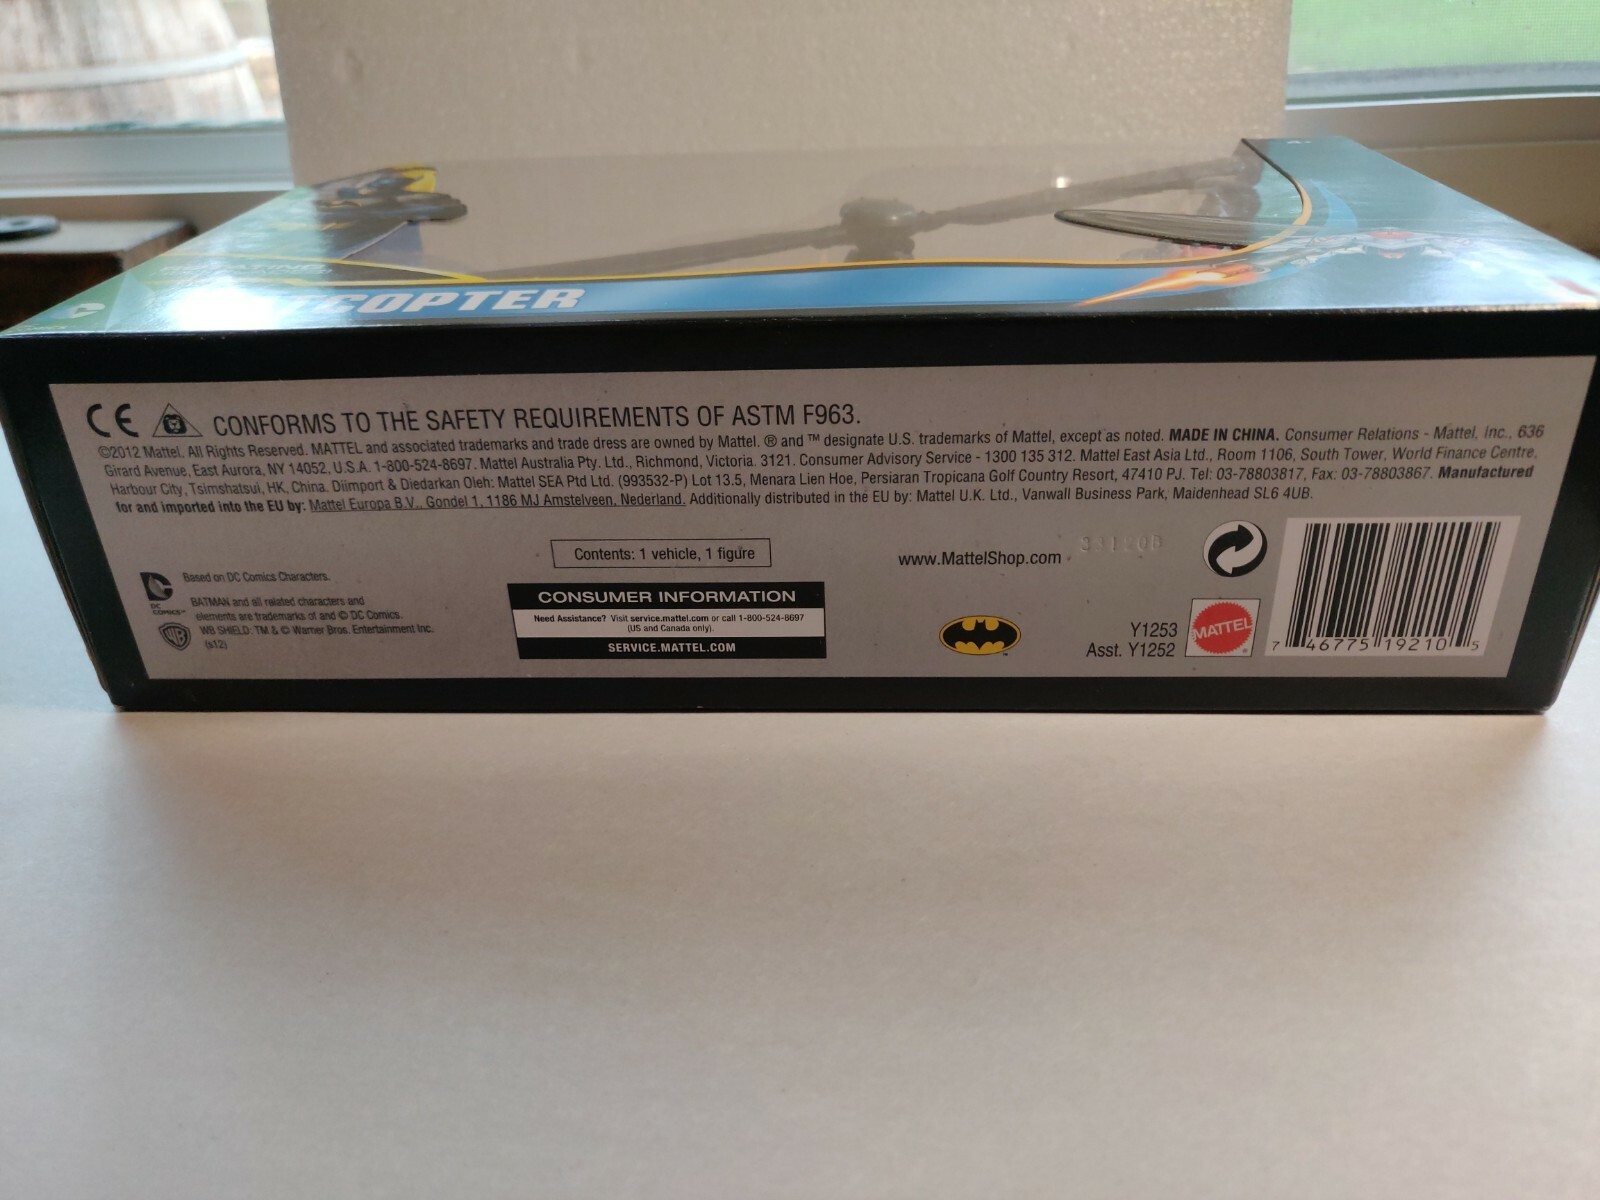 COPTER
CE CONFORMS TO THE SAFETY REQUIREMENTS OF ASTM F963.
©2012 Mattel. All Rights Reserved. MATTEL and associated trademarks and trade dress are owned by Mattel. ® and ™ designate U.S. trademarks of Mattel, except as noted. MADE IN CHINA. Consumer Relations - Mattel, Inc., 636
Girard Avenue, East Aurora, NY 14052, U.S.A. 1-800-524-8697. Mattel Australia Pty. Ltd., Richmond, Victoria. 3121. Consumer Advisory Service - 1300 135 312. Mattel East Asia Ltd., Room 1106, South Tower, World Finance Centre,
Harbour City, Tsimshatsui, HK, China. Diimport & Diedarkan Oleh: Mattel SEA Ptd Ltd. (993532-P) Lot 13.5, Menara Lien Hoe, Persiaran Tropicana Golf Country Resort, 47410 PJ. Tel: 03-78803817, Fax: 03-78803867. Manufactured
for and imported into the EU by: Mattel Europa B.V., Gondel 1, 1186 MJ Amstelveen, Nederland. Additionally distributed in the EU by: Mattel U.K. Ltd., Vanwall Business Park, Maidenhead SL6 4UB.
DC
COMICS™
Based on DC Comics Characters.
BATMAN and all related characters and
elements are trademarks of and © DC Comics.
WB SHIELD: TM & © Warner Bros. Entertainment Inc.
(s12)
Contents: 1 vehicle, 1 figure
CONSUMER INFORMATION
Need Assistance? Visit service.mattel.com or call 1-800-524-8697
(US and Canada only).
SERVICE.MATTEL.COM
www.MattelShop.com
Y1253
Asst. Y1252
MATTEL
7 46775 19210 5